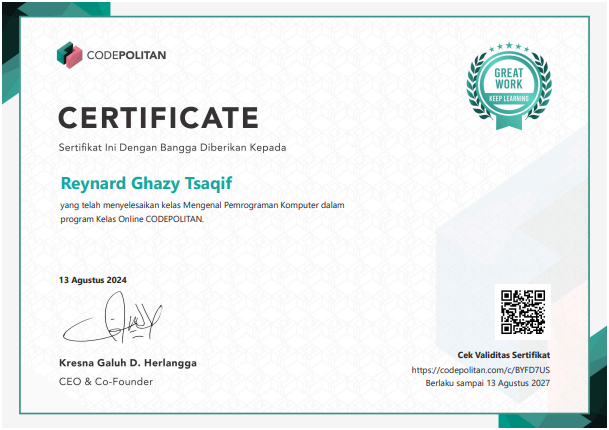 CODEPOLITAN
GREAT
WORK
KEEP LEARNING
CERTIFICATE
Sertifikat Ini Dengan Bangga Diberikan Kepada
Reynard Ghazy Tsaqif
yang telah menyelesaikan kelas Mengenal Pemrograman Komputer dalam
program Kelas Online CODEPOLITAN.
13 Agustus 2024
Kresna Galuh D. Herlangga
CEO & Co-Founder
Cek Validitas Sertifikat
https://codepolitan.com/c/BYFD7US
Berlaku sampai 13 Agustus 2027